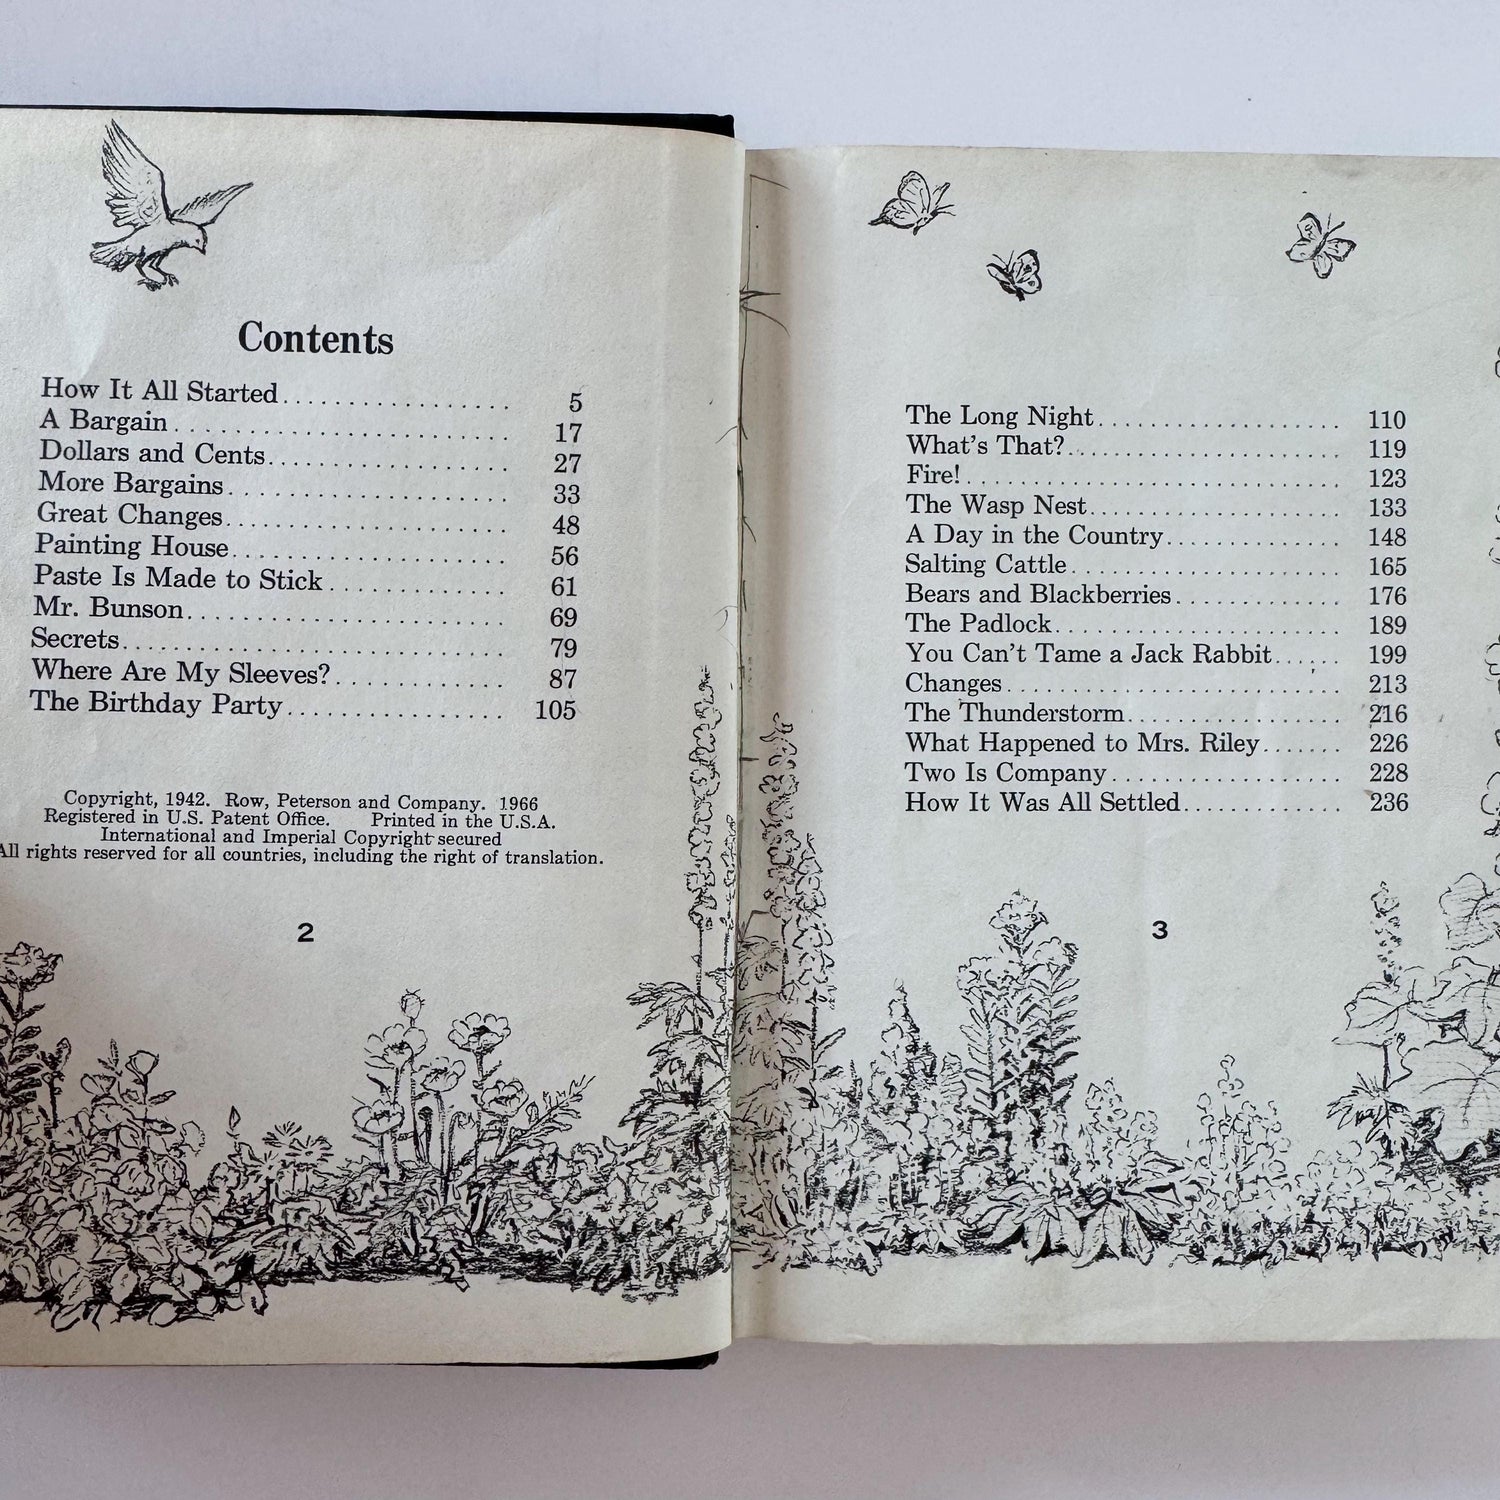 Contents
How It All Started.................. 5
A Bargain.......................... 17
Dollars and Cents................... 27
More Bargains...................... 33
Great Changes...................... 48
Painting House...................... 56
Paste Is Made to Stick.............. 61
Mr. Bunson......................... 69
Secrets............................. 79
Where Are My Sleeves?............. 87
The Birthday Party................. 105
Copyright, 1942. Row, Peterson and Company. 1966
Registered in U.S. Patent Office. Printed in the U.S.A.
International and Imperial Copyright secured
All rights reserved for all countries, including the right of translation.
2
The Long Night.................... 110
What's That?....................... 119
Fire!............................... 123
The Wasp Nest..................... 133
A Day in the Country............... 148
Salting Cattle....................... 165
Bears and Blackberries.............. 176
The Padlock........................ 189
You Can't Tame a Jack Rabbit...... 199
Changes............................ 213
The Thunderstorm.................. 216
What Happened to Mrs. Riley....... 226
Two Is Company................... 228
How It Was All Settled............. 236
3